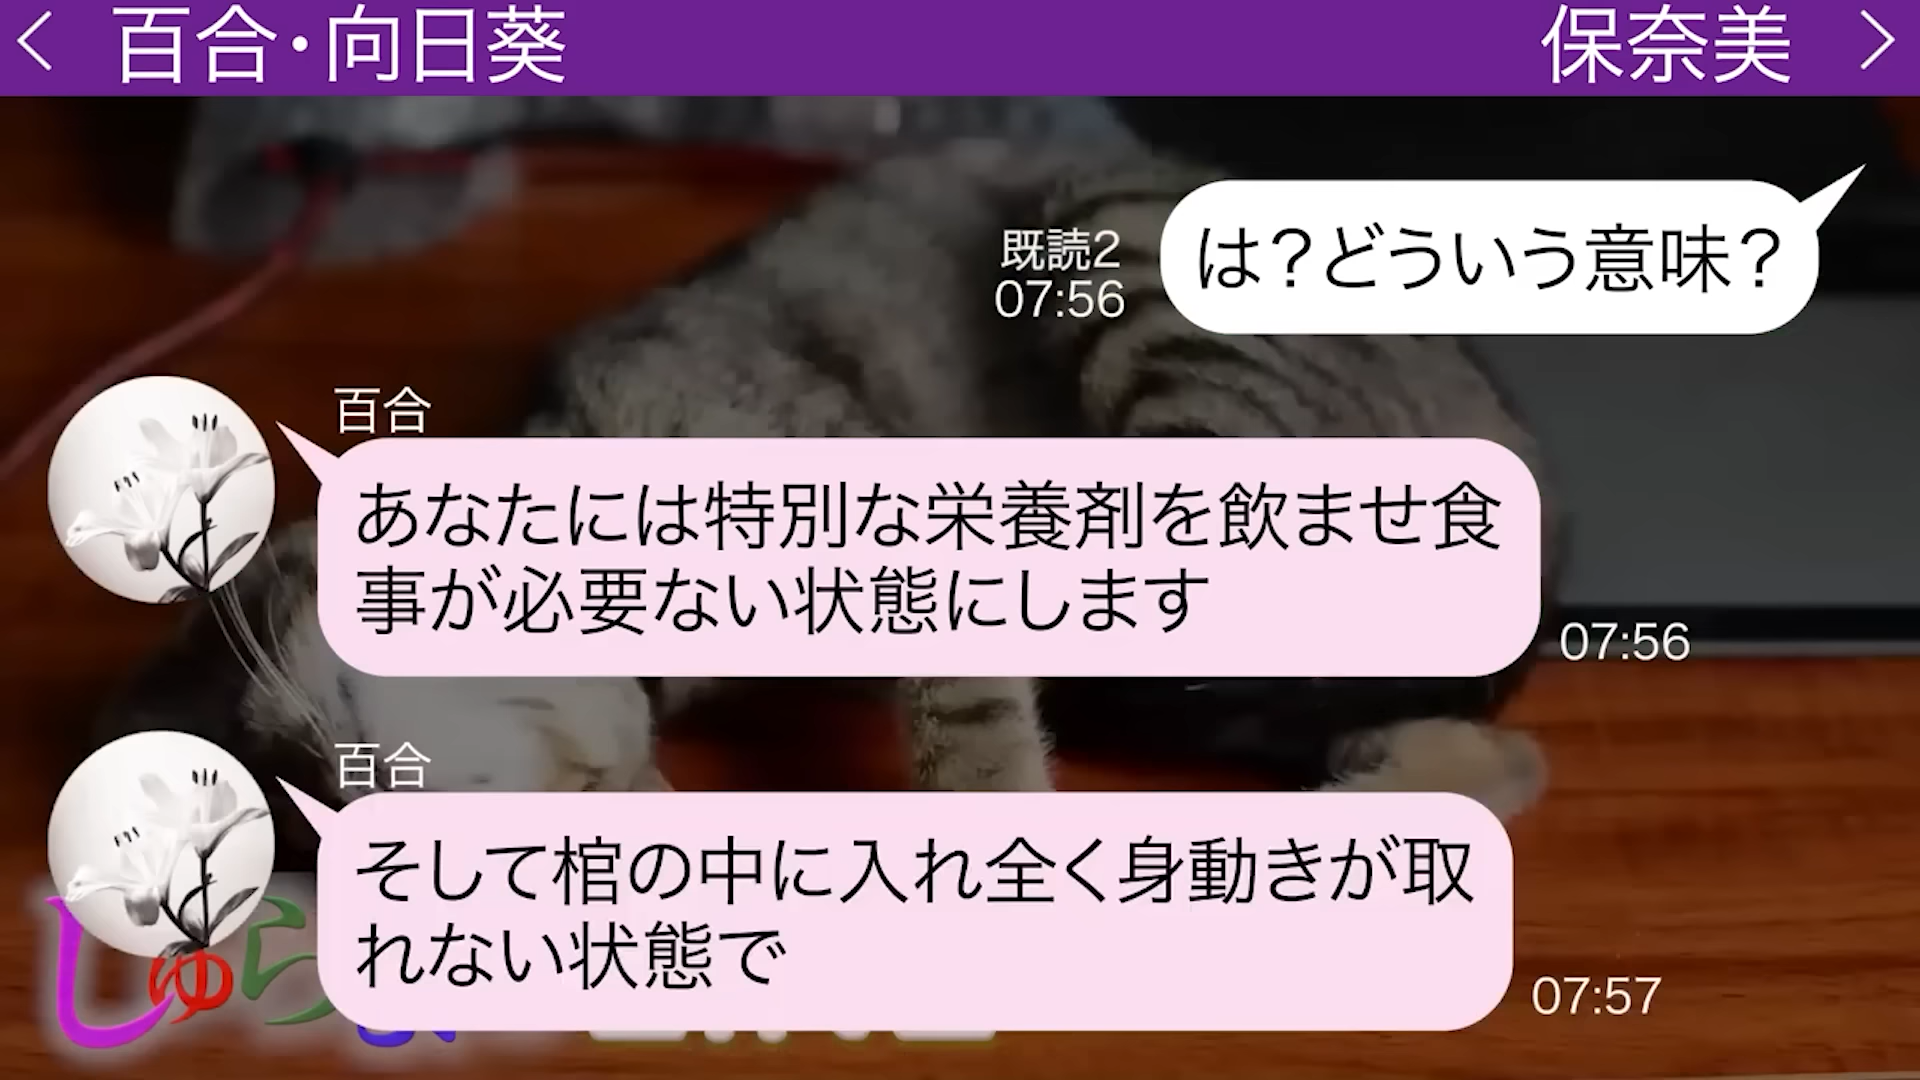 百合・向日葵
保奈美
は？どういう意味？
既読2
07:56
百合
あなたには特別な栄養剤を飲ませ食
事が必要ない状態にします
07:56
百合
そして棺の中に入れ全く身動きが取
れない状態で
07:57
しゅら